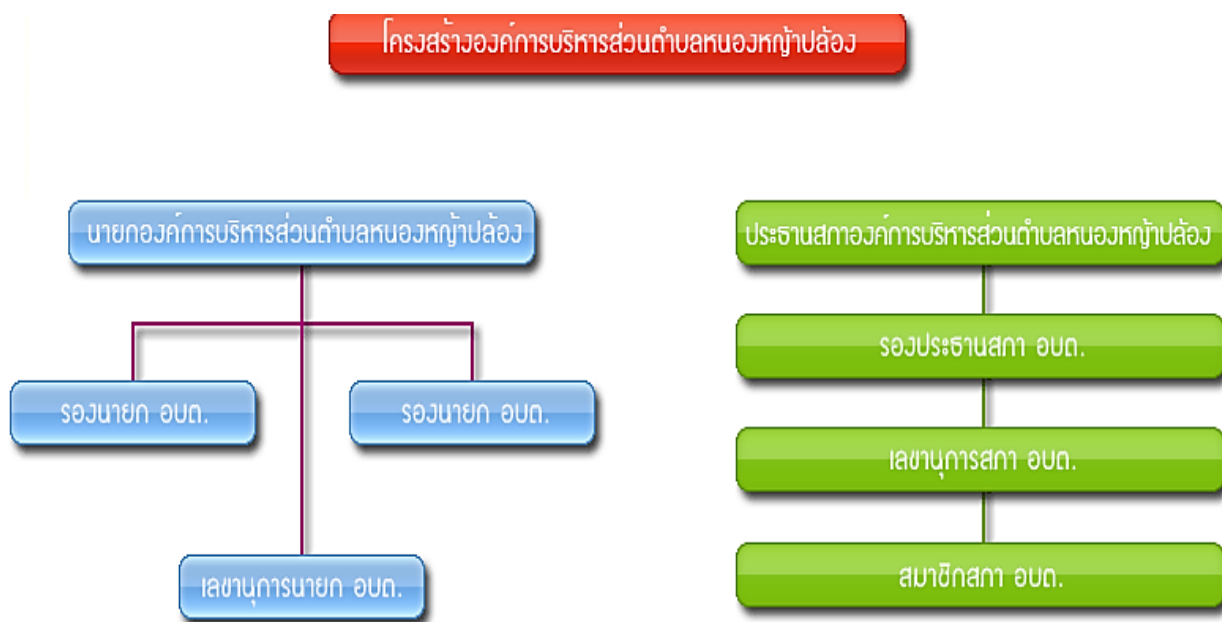 โครงสร้างองค์การบริหารส่วนตำบลหนองหญ้าปล้อง
นายกองค์การบริหารส่วนตำบลหนองหญ้าปล้อง
ประธานสภาองค์การบริหารส่วนตำบลหนองหญ้าปล้อง
รองประธานสภา อบต.
รองนายก อบต.
รองนายก อบต.
เลขานุการสภา อบต.
เลขานุการนายก อบต.
สมาชิกสภา อบต.